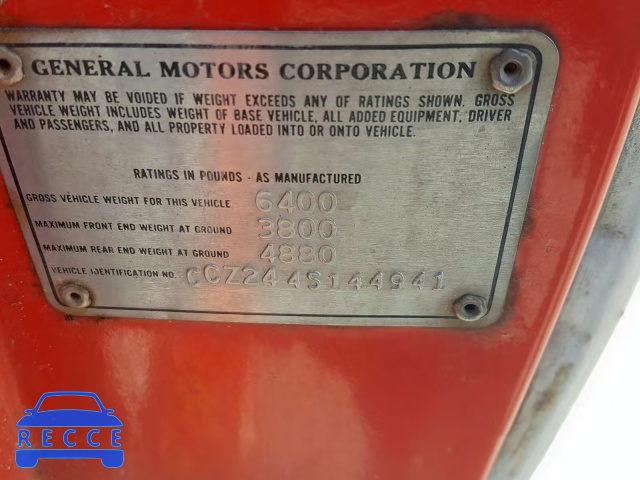 GENERAL MOTORS CORPORATION
WARRANTY MAY BE VOIDED IF WEIGHT EXCEEDS ANY OF RATINGS SHOWN. GROSS
VEHICLE WEIGHT INCLUDES WEIGHT OF BASE VEHICLE, ALL ADDED EQUIPMENT, DRIVER
AND PASSENGERS, AND ALL PROPERTY LOADED INTO OR ONTO VEHICLE.
RATINGS IN POUNDS - AS MANUFACTURED
GROSS VEHICLE WEIGHT FOR THIS VEHICLE 6400
MAXIMUM FRONT END WEIGHT AT GROUND 3800
MAXIMUM REAR END WEIGHT AT GROUND 4880
VEHICLE IDENTIFICATION NO. CCZ244S144941
RECCE